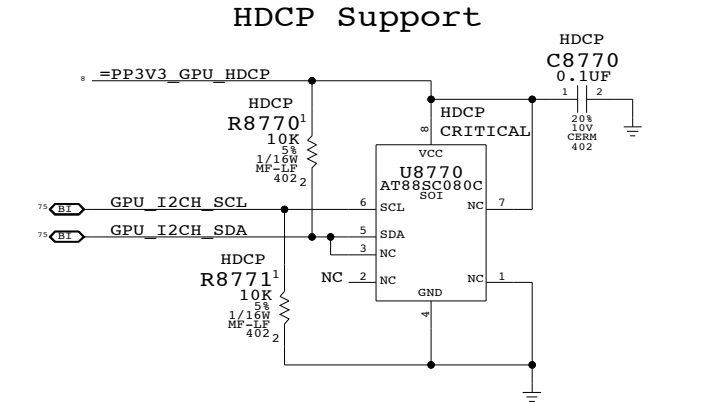 HDCP Support
HDCP
C8770
0.1UF
1 2
20%
10V
CERM
402
8 =PP3V3_GPU_HDCP
HDCP
R8770 1
10K
5%
1/16W
MF-LF
402 2
HDCP
CRITICAL
8
VCC
U8770
AT88SC080C
SOI
75 BI GPU_I2CH_SCL 6 SCL NC 7
75 BI GPU_I2CH_SDA 5 SDA
3 NC
NC 2 NC NC 1
GND
4
HDCP
R8771 1
10K
5%
1/16W
MF-LF
402 2